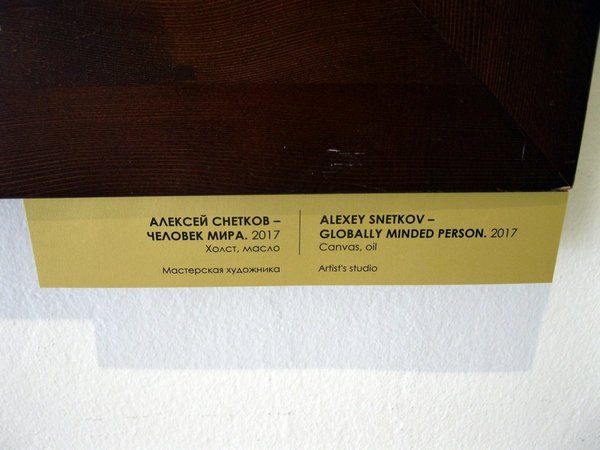 АЛЕКСЕЙ СНЕТКОВ –
ЧЕЛОВЕК МИРА. 2017
Холст, масло
Мастерская художника
ALEXEY SNETKOV –
GLOBALLY MINDED PERSON. 2017
Canvas, oil
Artist's studio